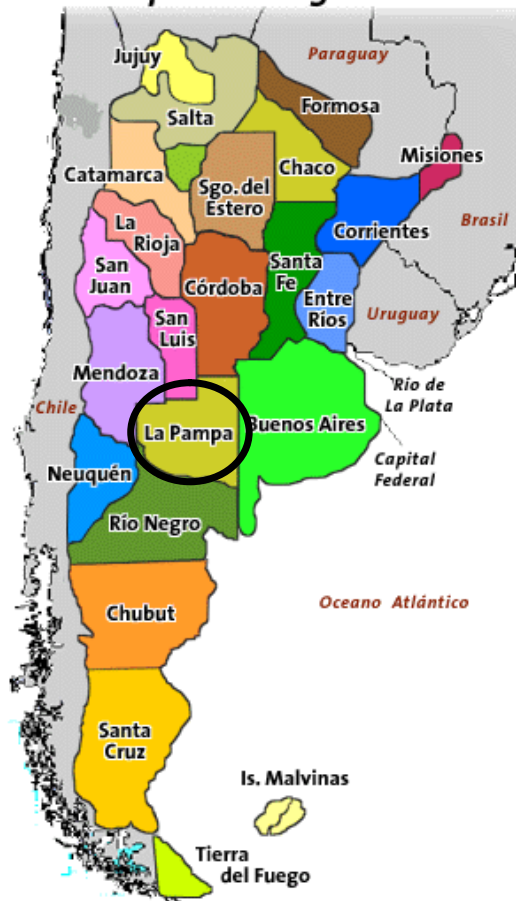 Jujuy
Paraguay
Salta
Formosa
Catamarca
Chaco
Misiones
Sgo. del
Estero
La
Rioja
Corrientes
Brasil
San
Juan
Córdoba
Santa
Fe
San
Luis
Entre
Ríos
Uruguay
Mendoza
Río de
La Plata
Chile
La Pampa
Buenos Aires
Capital
Federal
Neuquén
Río Negro
Chubut
Oceano Atlántico
Santa
Cruz
Is. Malvinas
Tierra
del Fuego